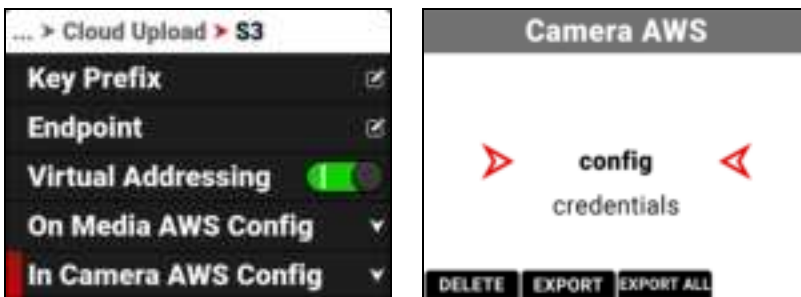 ... > Cloud Upload > S3
Key Prefix
Endpoint
Virtual Addressing
On Media AWS Config
In Camera AWS Config
Camera AWS
config
credentials
DELETE EXPORT EXPORT ALL